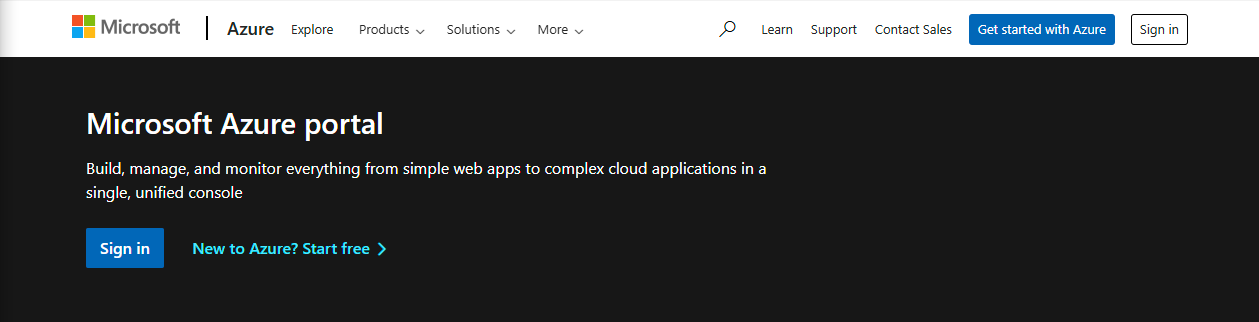 Microsoft Azure Explore Products Solutions More Learn Support Contact Sales Get started with Azure Sign in
Microsoft Azure portal
Build, manage, and monitor everything from simple web apps to complex cloud applications in a
single, unified console
Sign in New to Azure? Start free